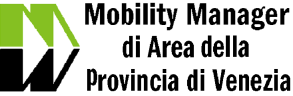 Mobility Manager
di Area della
Provincia di Venezia